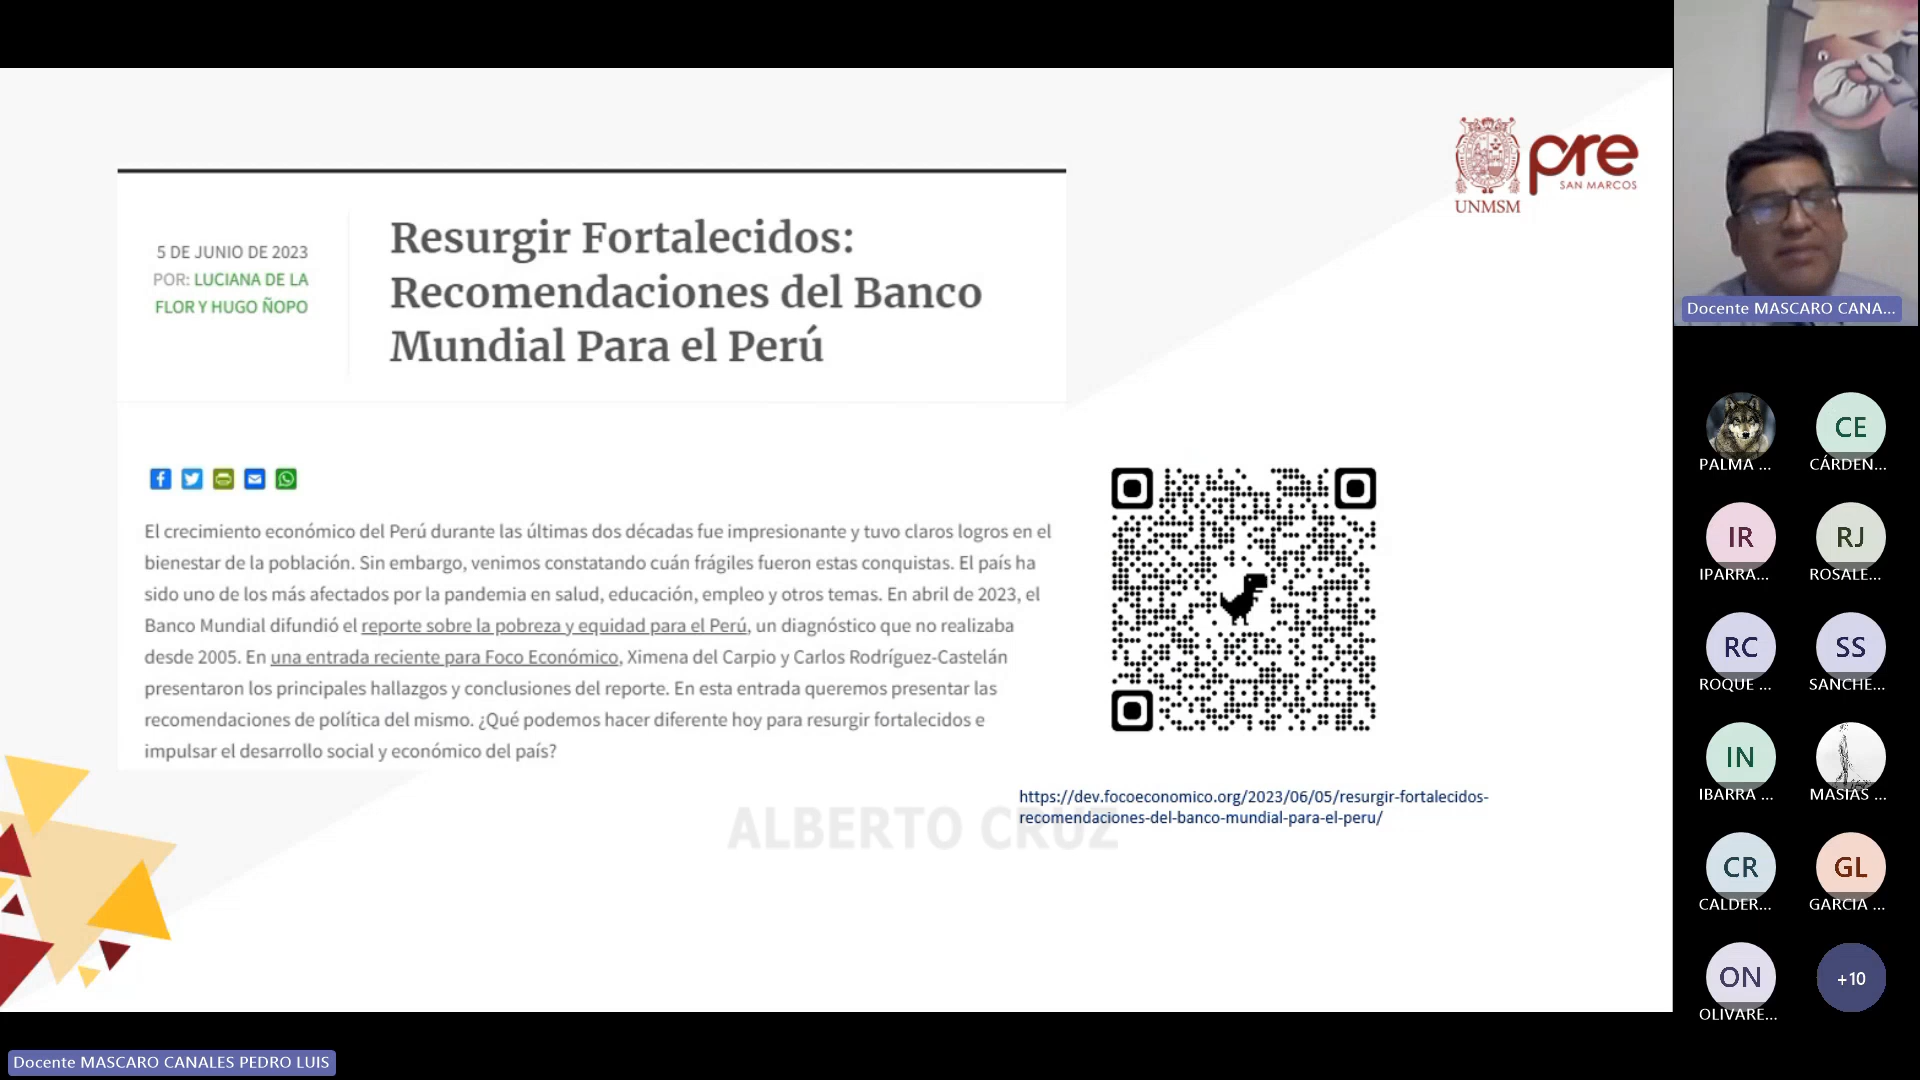 5 DE JUNIO DE 2023
POR: LUCIANA DE LA
FLOR Y HUGO ÑOPO
Resurgir Fortalecidos:
Recomendaciones del Banco
Mundial Para el Perú
UNMSM
pre
SAN MARCOS
El crecimiento económico del Perú durante las últimas dos décadas fue impresionante y tuvo claros logros en el
bienestar de la población. Sin embargo, venimos constatando cuán frágiles fueron estas conquistas. El país ha
sido uno de los más afectados por la pandemia en salud, educación, empleo y otros temas. En abril de 2023, el
Banco Mundial difundió el reporte sobre la pobreza y equidad para el Perú, un diagnóstico que no realizaba
desde 2005. En una entrada reciente para Foco Económico, Ximena del Carpio y Carlos Rodríguez-Castelán
presentaron los principales hallazgos y conclusiones del reporte. En esta entrada queremos presentar las
recomendaciones de política del mismo. ¿Qué podemos hacer diferente hoy para resurgir fortalecidos e
impulsar el desarrollo social y económico del país?
https://dev.focoeconomico.org/2023/06/05/resurgir-fortalecidos-
recomendaciones-del-banco-mundial-para-el-peru/
ALBERTO CRUZ
Docente MASCARO CANA...
PALMA ...
CE
CÁRDEN...
IR
IPARRA...
RJ
ROSALE...
RC
ROQUE ...
SS
SANCHE...
IN
IBARRA ...
MASIAS ...
CR
CALDER...
GL
GARCIA ...
ON
OLIVARE...
+10
Docente MASCARO CANALES PEDRO LUIS